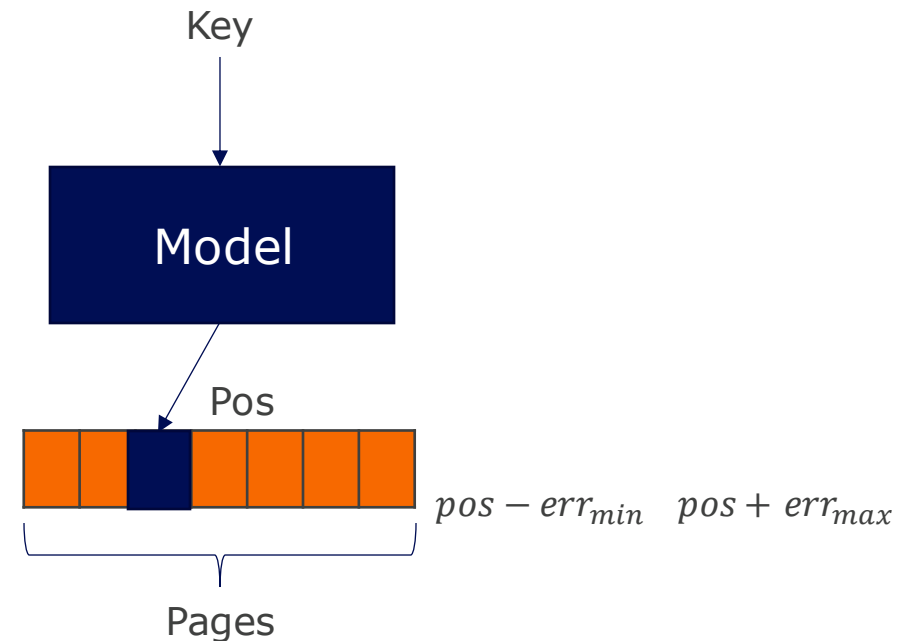 Key
Model
Pos
pos − err_min pos + err_max
Pages